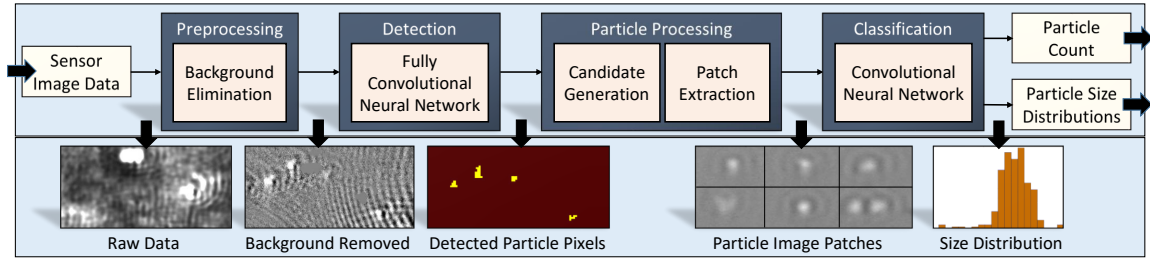 Preprocessing
Detection
Particle Processing
Classification
Particle
Count
Sensor
Image Data
Background
Elimination
Fully
Convolutional
Neural Network
Candidate
Generation
Patch
Extraction
Convolutional
Neural Network
Particle Size
Distributions
Raw Data
Background Removed
Detected Particle Pixels
Particle Image Patches
Size Distribution